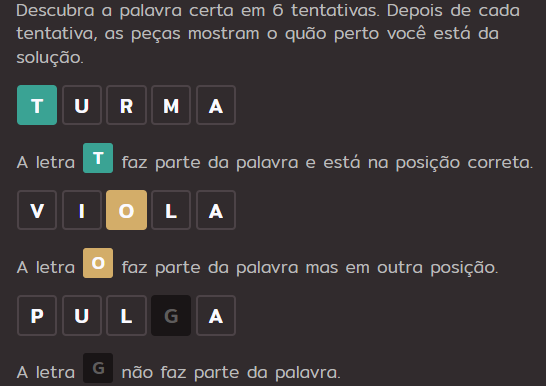 Descubra a palavra certa em 6 tentativas. Depois de cada
tentativa, as peças mostram o quão perto você está da
solução.
T U R M A
A letra T faz parte da palavra e está na posição correta.
V I O L A
A letra O faz parte da palavra mas em outra posição.
P U L G A
A letra G não faz parte da palavra.